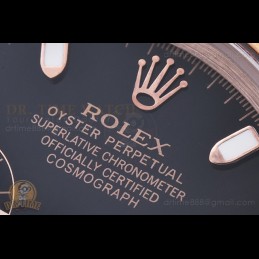 ROLEX
OYSTER PERPETUAL
SUPERLATIVE CHRONOMETER
OFFICIALLY CERTIFIED
COSMOGRAPH